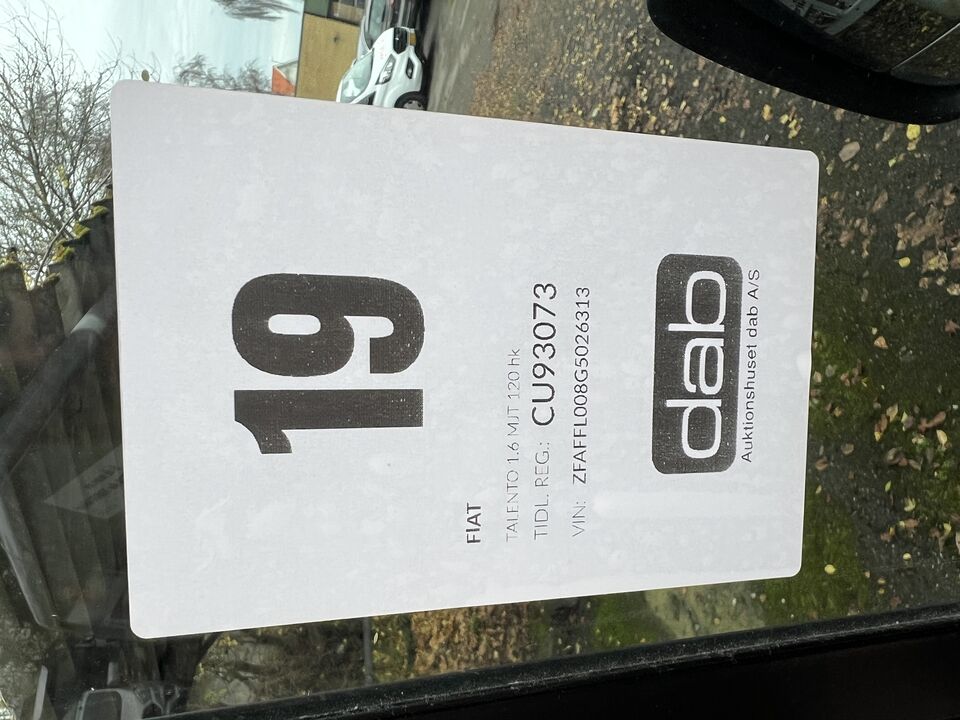 19
FIAT
TALENTO 1.6 MJT 120 hk
TIDL. REG.: CU93073
VIN: ZFAFFL008G5026313
dab
Auktionshuset dab A/S